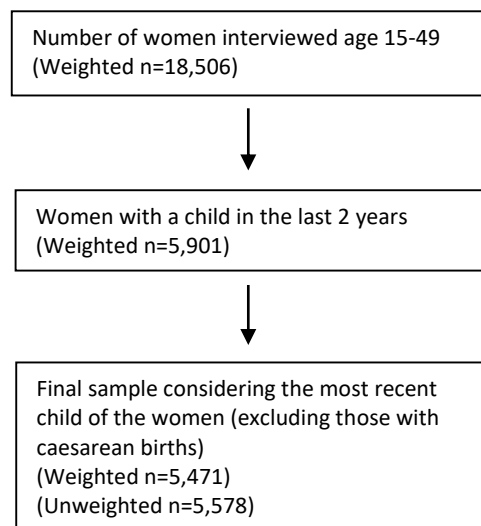 Number of women interviewed age 15-49
(Weighted n=18,506)
Women with a child in the last 2 years
(Weighted n=5,901)
Final sample considering the most recent
child of the women (excluding those with
caesarean births)
(Weighted n=5,471)
(Unweighted n=5,578)